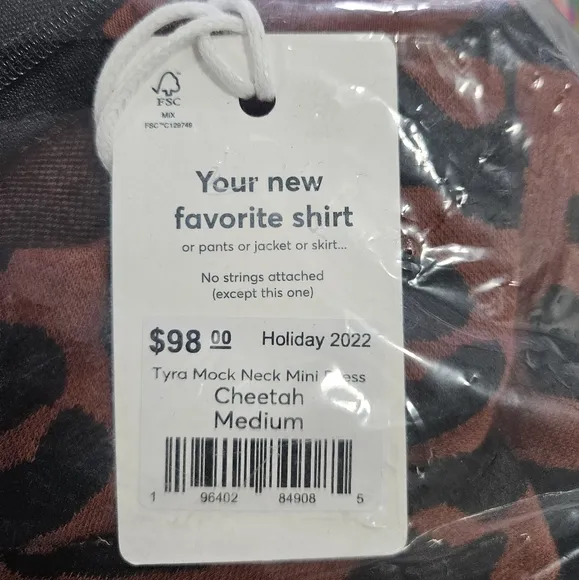 FSC
MIX
FSC™C129749
Your new
favorite shirt
or pants or jacket or skirt...
No strings attached
(except this one)
$98 00 Holiday 2022
Tyra Mock Neck Mini
Cheetah
Medium
1 96402 84908 5